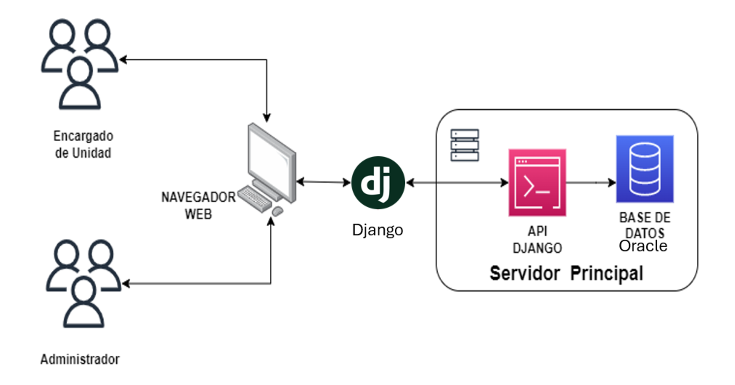 Encargado
de Unidad
NAVEGADOR
WEB
dj
Django
>_
API
DJANGO
BASE DE
DATOS
Oracle
Servidor Principal
Administrador